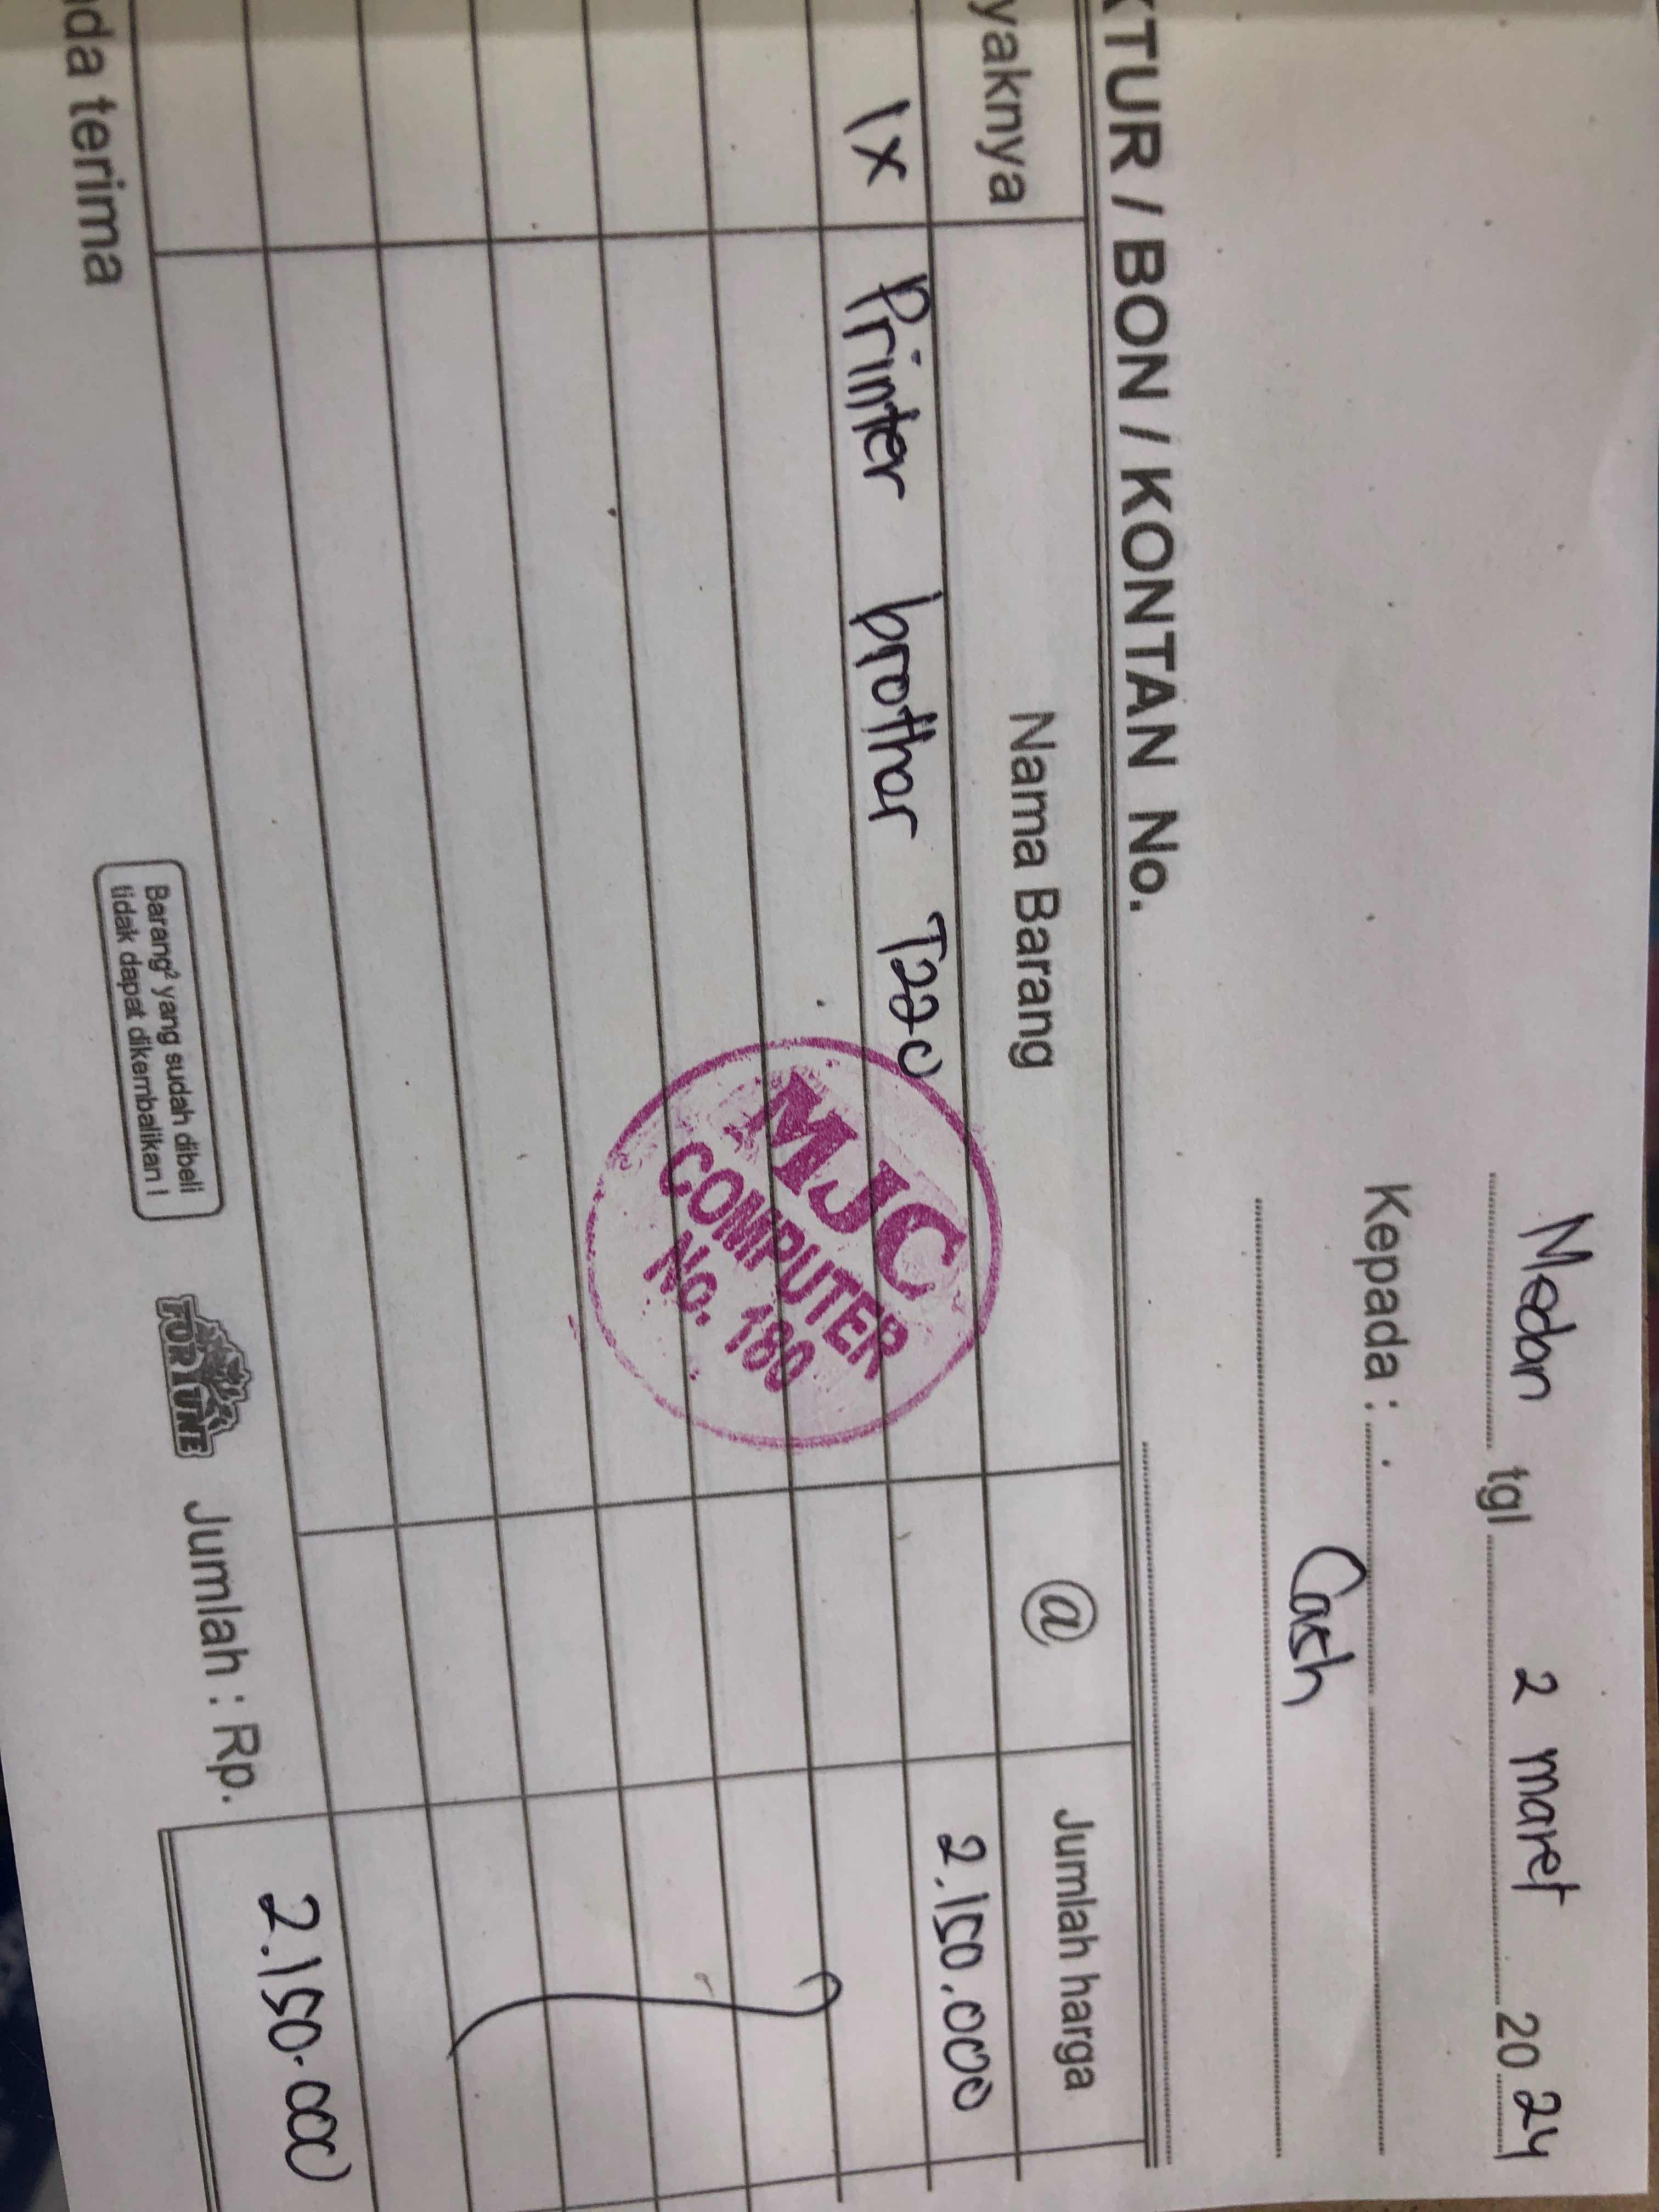 Medan tgl 2 maret 2024
Kepada :
Cash
KTUR / BON / KONTAN No.
yaknya Nama Barang @ Jumlah harga
1x Printer brothar T220 2.150.000
MJC
COMPUTER
No. 180
da terima
Barang² yang sudah dibeli
tidak dapat dikembalikan !
FORTUNE
Jumlah : Rp. 2.150.000